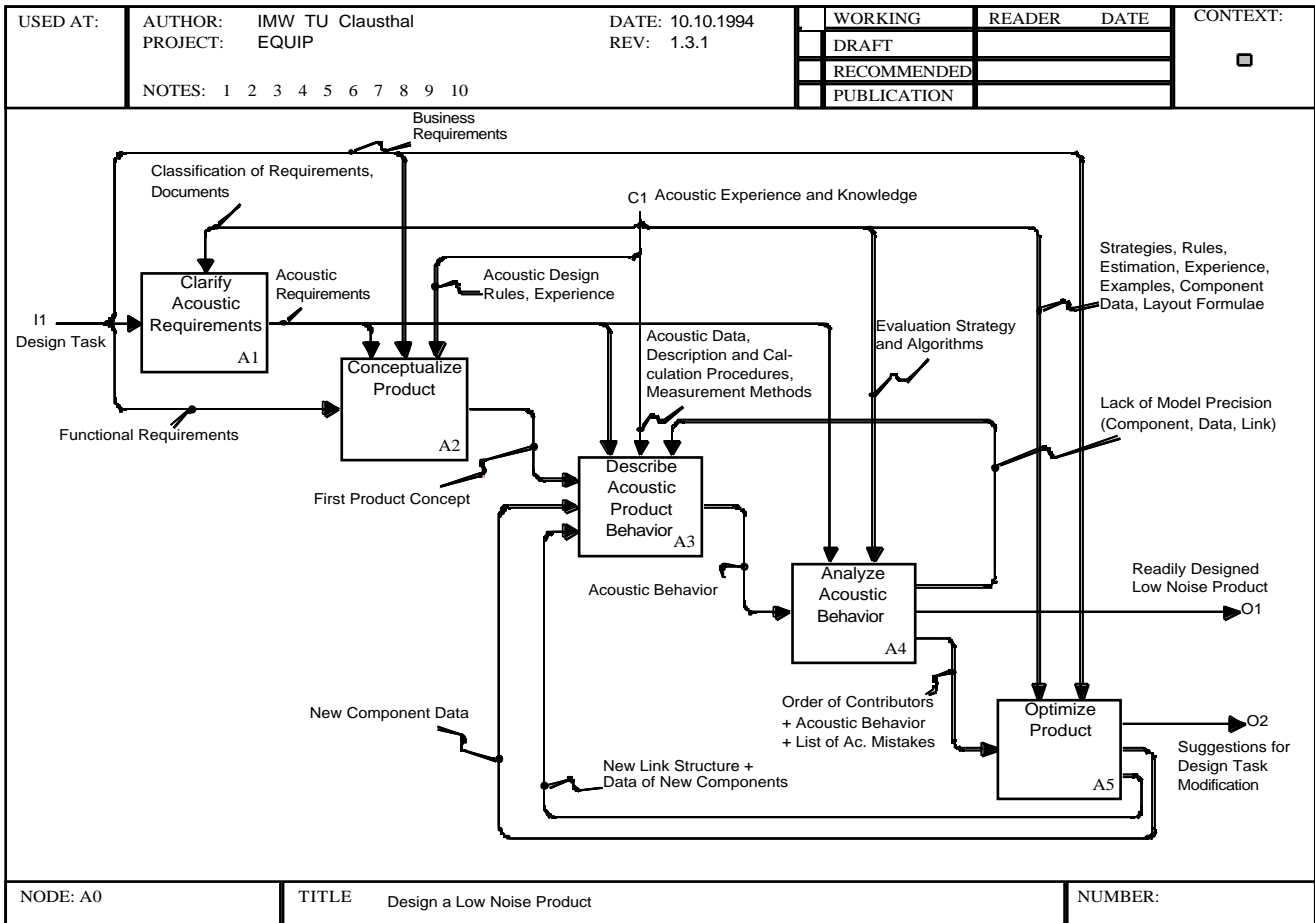 USED AT:
AUTHOR: IMW TU Clausthal
DATE: 10.10.1994
PROJECT: EQUIP
REV: 1.3.1
NOTES: 1 2 3 4 5 6 7 8 9 10
WORKING
READER DATE
DRAFT
RECOMMENDED
PUBLICATION
CONTEXT:
Business
Requirements
Classification of Requirements,
Documents
C1 Acoustic Experience and Knowledge
Clarify
Acoustic
Requirements
A1
I1
Design Task
Acoustic
Requirements
Acoustic Design
Rules, Experience
Strategies, Rules,
Estimation, Experience,
Examples, Component
Data, Layout Formulae
Evaluation Strategy
and Algorithms
Acoustic Data,
Description and Cal-
culation Procedures,
Measurement Methods
Conceptualize
Product
A2
Functional Requirements
Lack of Model Precision
(Component, Data, Link)
First Product Concept
Describe
Acoustic
Product
Behavior
A3
Acoustic Behavior
Analyze
Acoustic
Behavior
A4
Readily Designed
Low Noise Product
O1
Order of Contributors
+ Acoustic Behavior
+ List of Ac. Mistakes
Optimize
Product
A5
O2
Suggestions for
Design Task
Modification
New Component Data
New Link Structure +
Data of New Components
NODE: A0
TITLE Design a Low Noise Product
NUMBER: